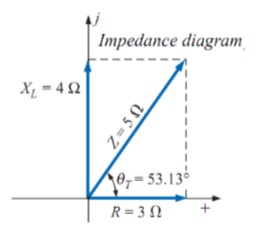 j
Impedance diagram
X_L = 4 Ω
Z = 5 Ω
θ_T = 53.13°
R = 3 Ω
+